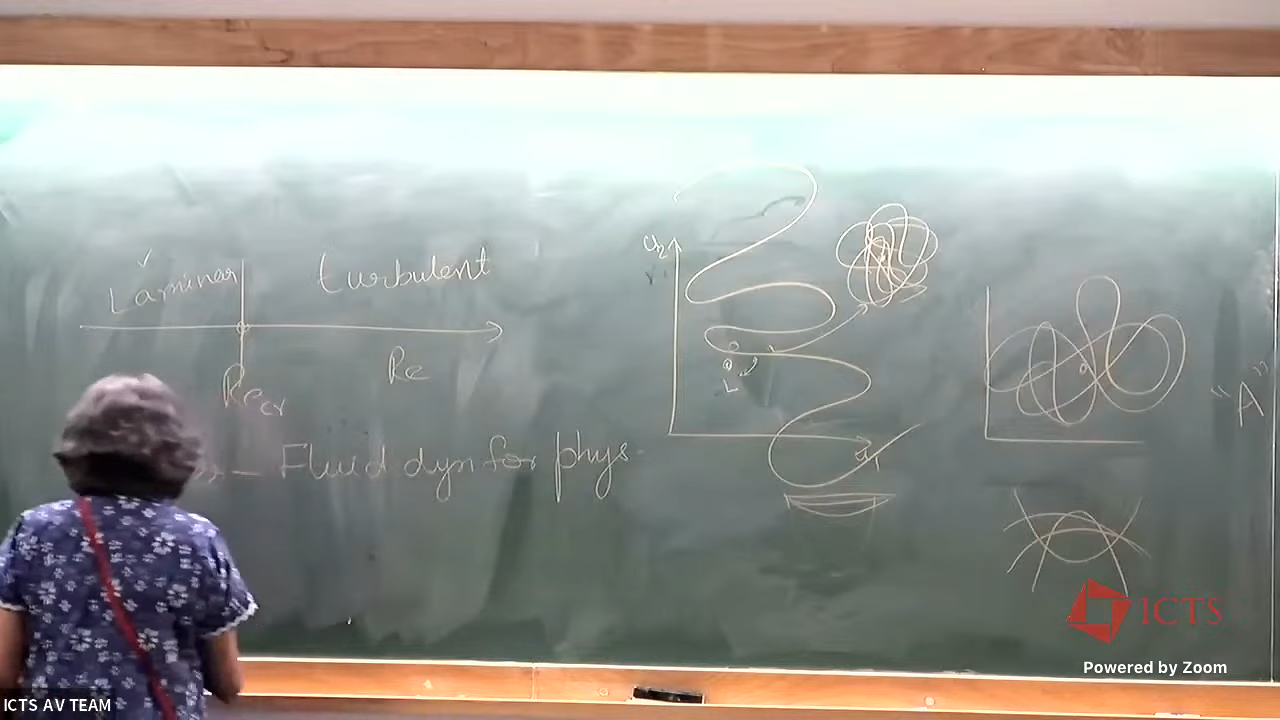 Laminar
turbulent
Re
Recr
- Fluid dyn for phys.
"A"
ICTS
Powered by Zoom
ICTS AV TEAM